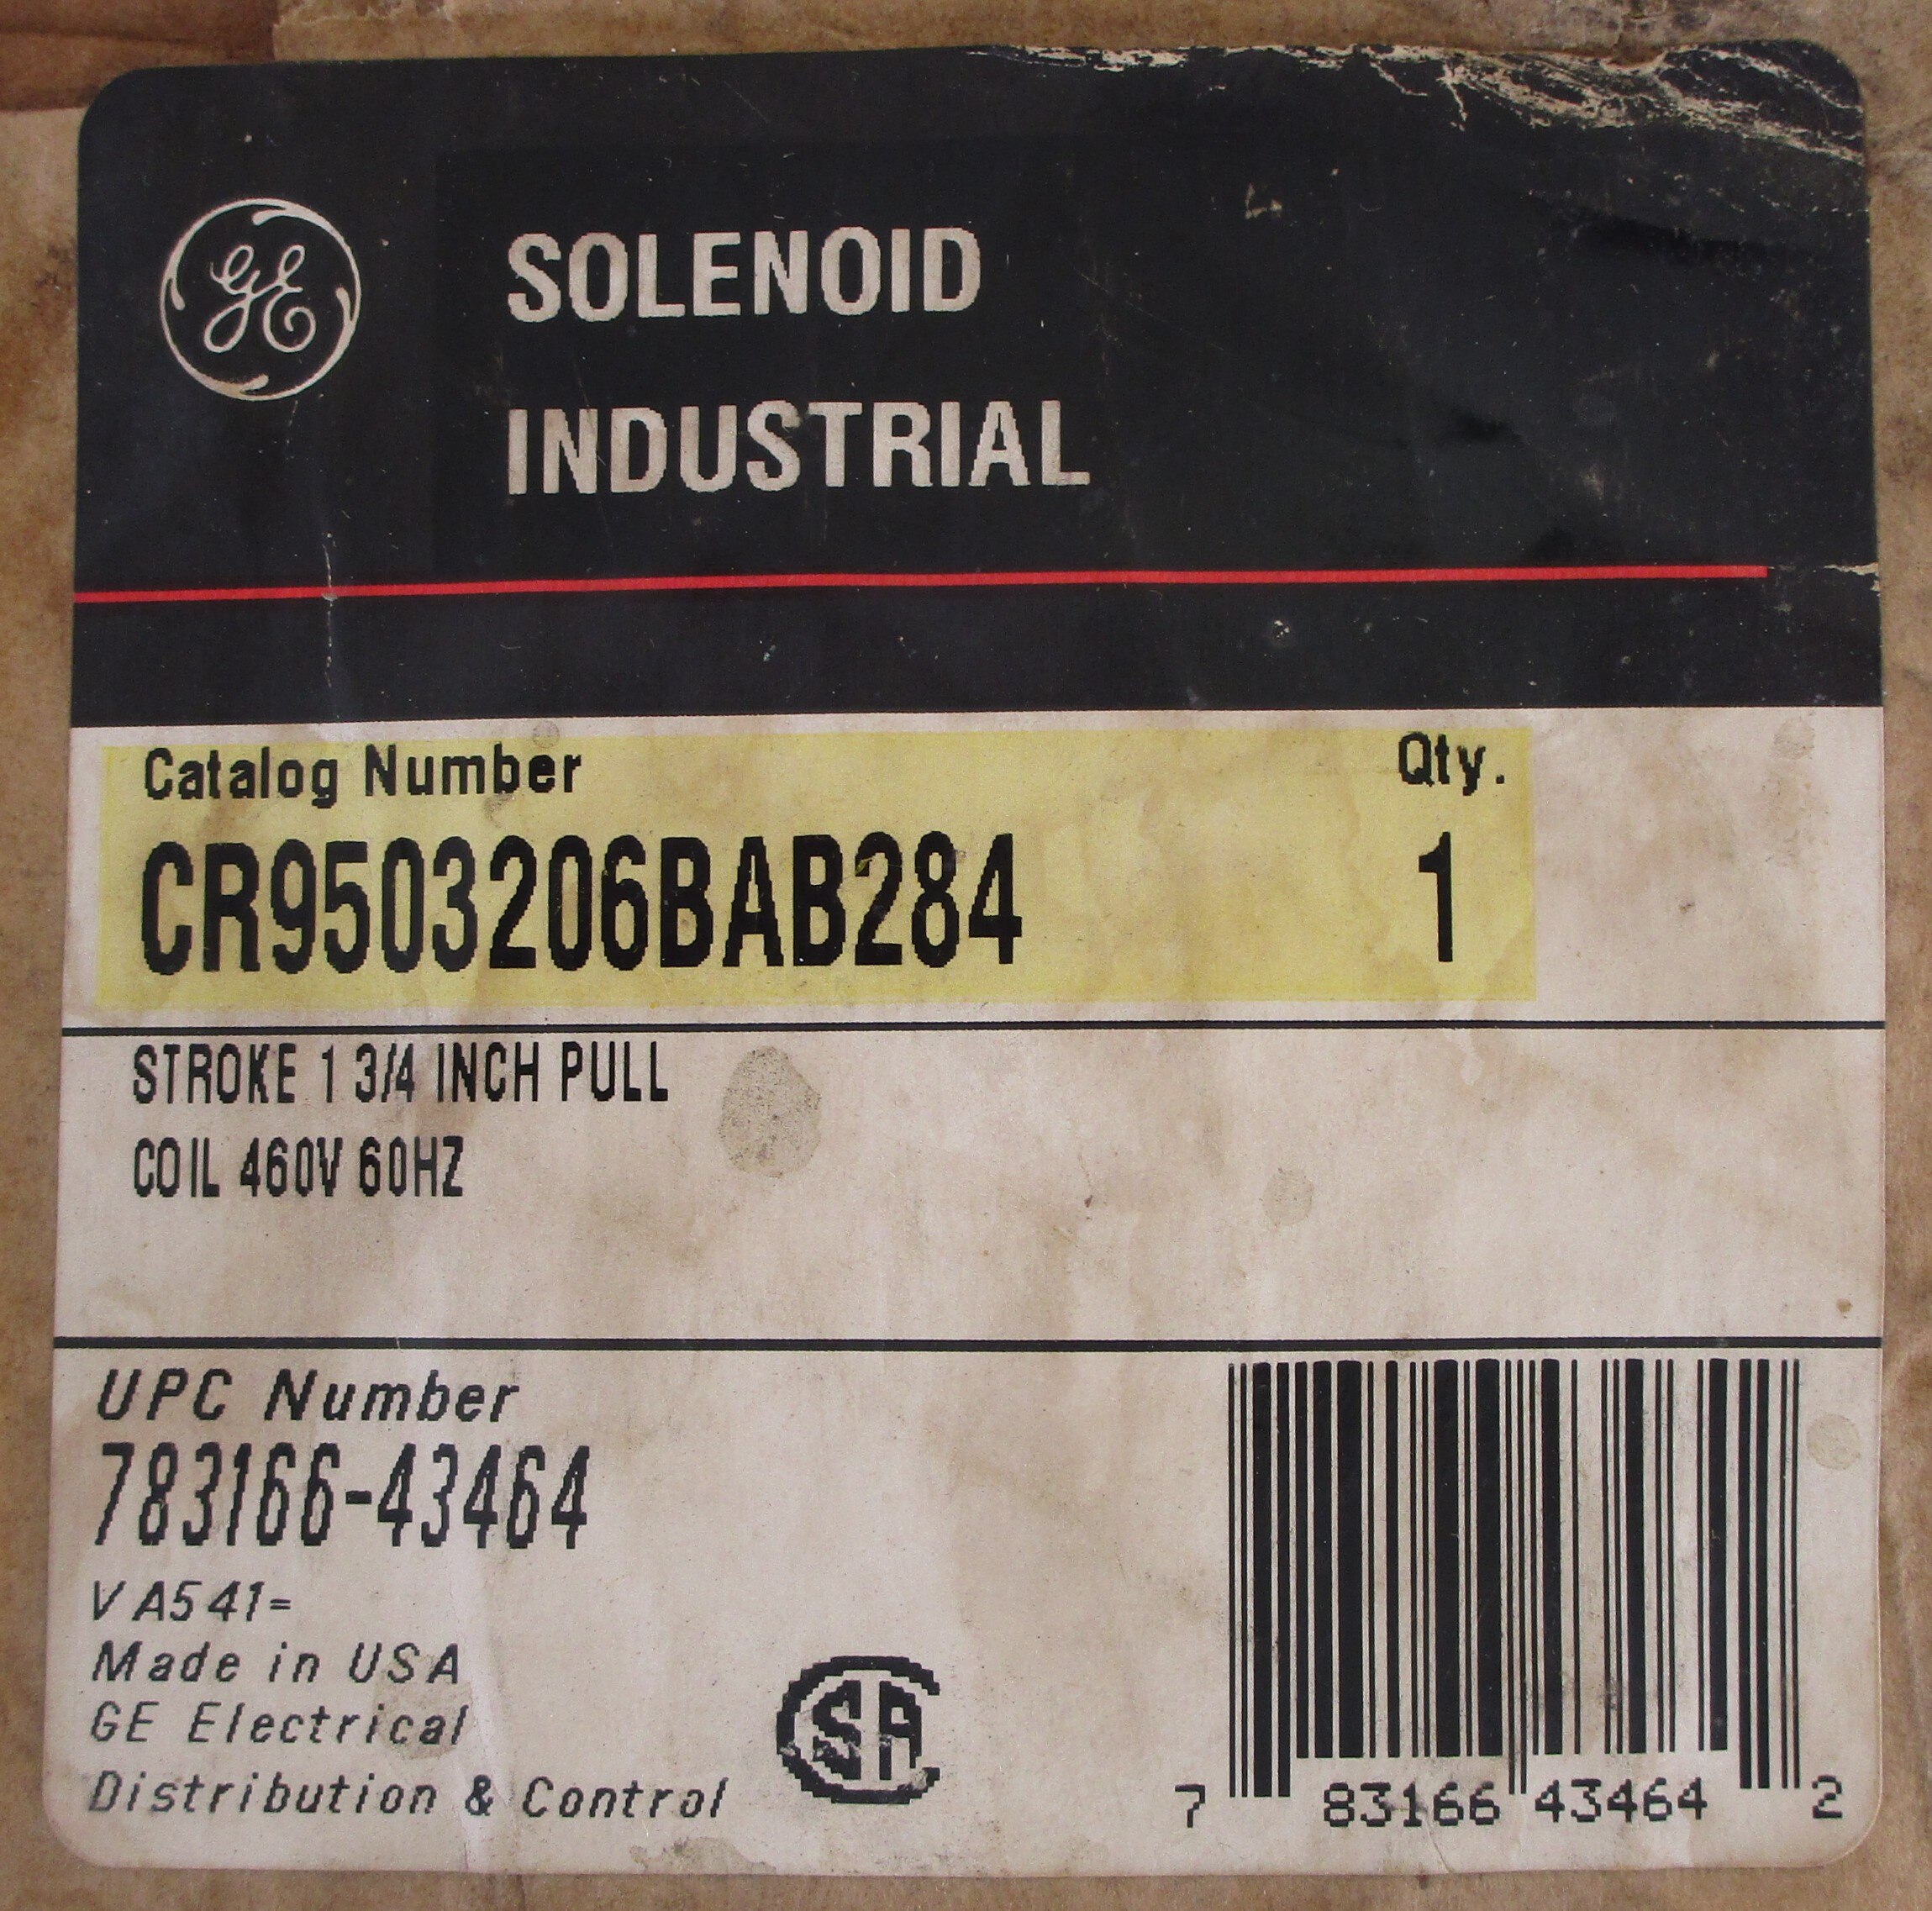 GE
SOLENOID
INDUSTRIAL
Catalog Number Qty.
CR9503206BAB284 1
STROKE 1 3/4 INCH PULL
COIL 460V 60HZ
UPC Number
783166-43464
VA541=
Made in USA
GE Electrical
Distribution & Control
CSA
7 83166 43464 2